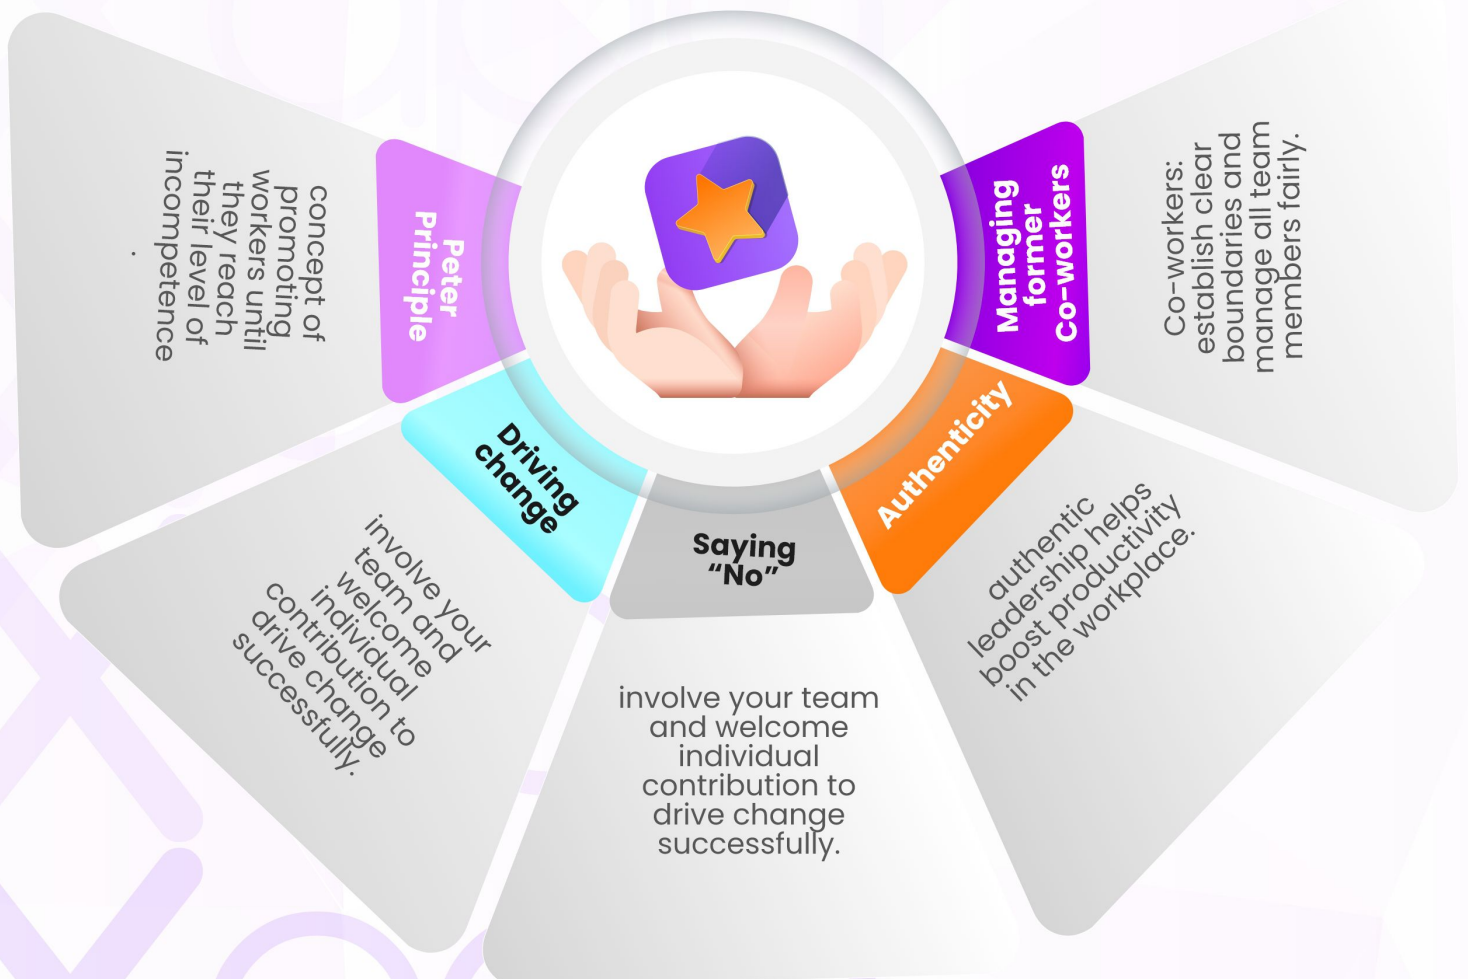 Peter
Principle
concept of
promoting
workers until
they reach
their level of
incompetence
.
Driving
change
involve your
team and
welcome
individual
contribution to
drive change
successfully.
Saying
“No”
involve your team
and welcome
individual
contribution to
drive change
successfully.
Authenticity
authentic
leadership helps
boost productivity
in the workplace.
Managing
former
Co-workers
Co-workers:
establish clear
boundaries and
manage all team
members fairly.